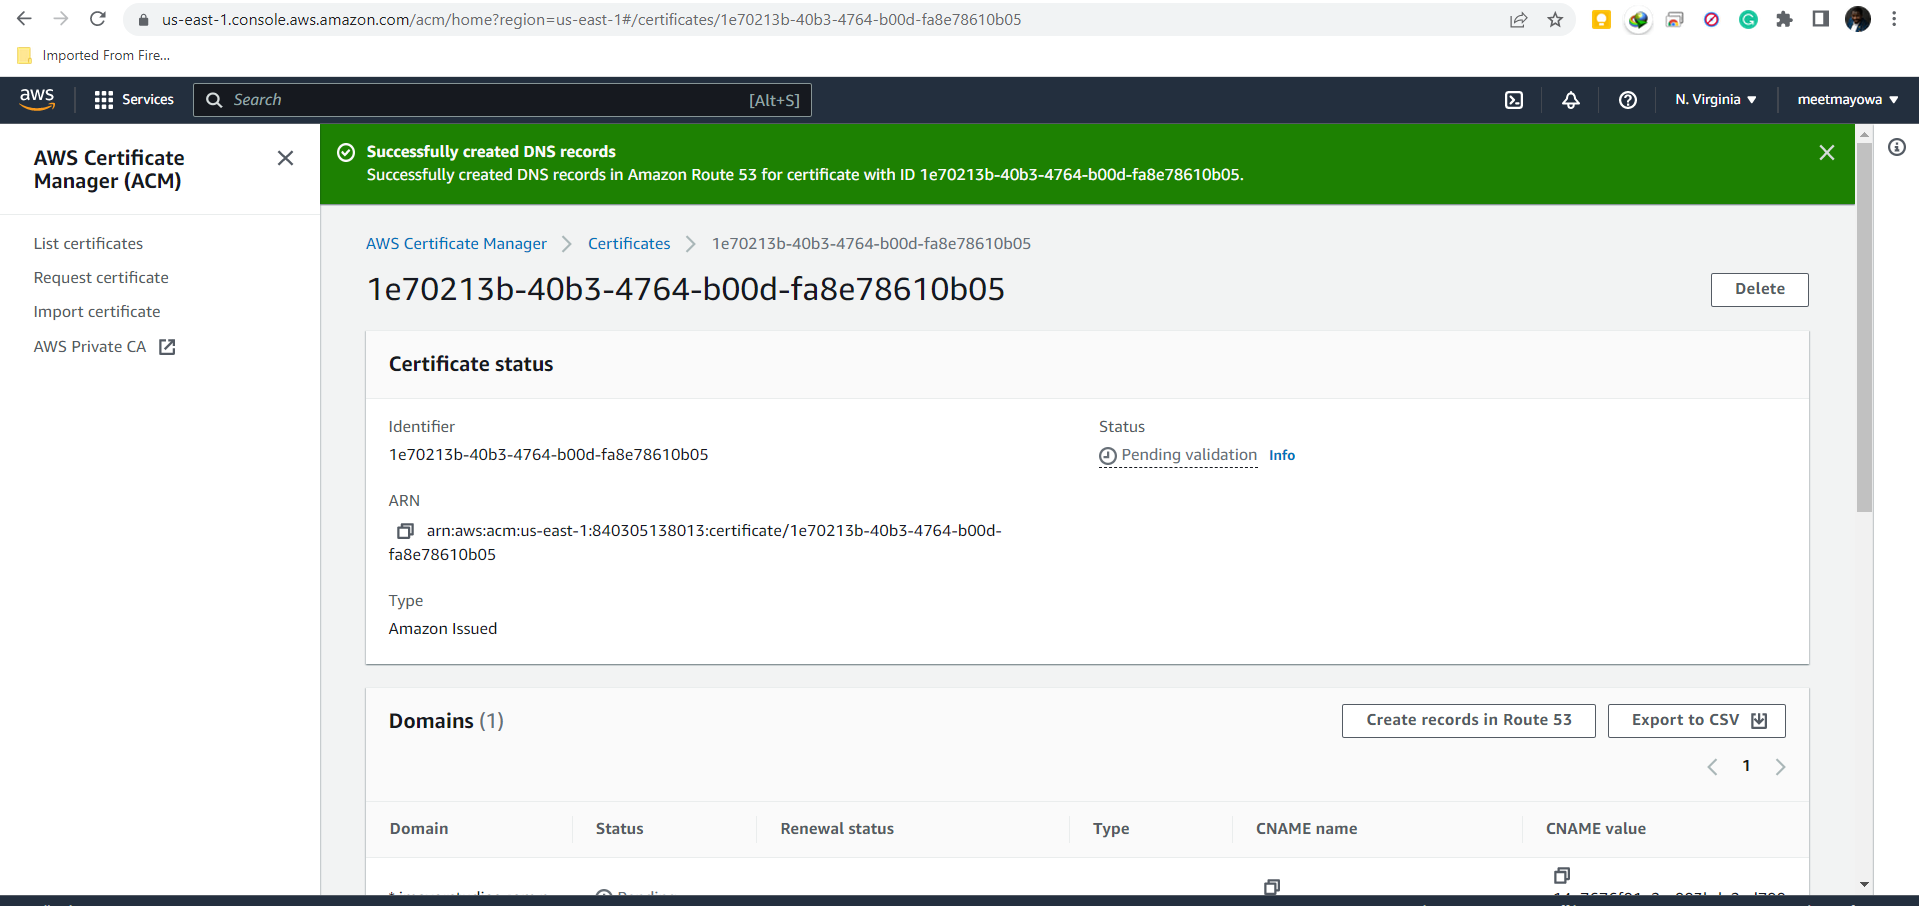 us-east-1.console.aws.amazon.com/acm/home?region=us-east-1#/certificates/1e70213b-40b3-4764-b00d-fa8e78610b05
Imported From Fire...
aws
Services
Search
[Alt+S]
N. Virginia
meetmayowa
AWS Certificate
Manager (ACM)
List certificates
Request certificate
Import certificate
AWS Private CA
Successfully created DNS records
Successfully created DNS records in Amazon Route 53 for certificate with ID 1e70213b-40b3-4764-b00d-fa8e78610b05.
AWS Certificate Manager
Certificates
1e70213b-40b3-4764-b00d-fa8e78610b05
1e70213b-40b3-4764-b00d-fa8e78610b05
Delete
Certificate status
Identifier
1e70213b-40b3-4764-b00d-fa8e78610b05
Status
Pending validation Info
ARN
arn:aws:acm:us-east-1:840305138013:certificate/1e70213b-40b3-4764-b00d-
fa8e78610b05
Type
Amazon Issued
Domains (1)
Create records in Route 53
Export to CSV
1
Domain
Status
Renewal status
Type
CNAME name
CNAME value